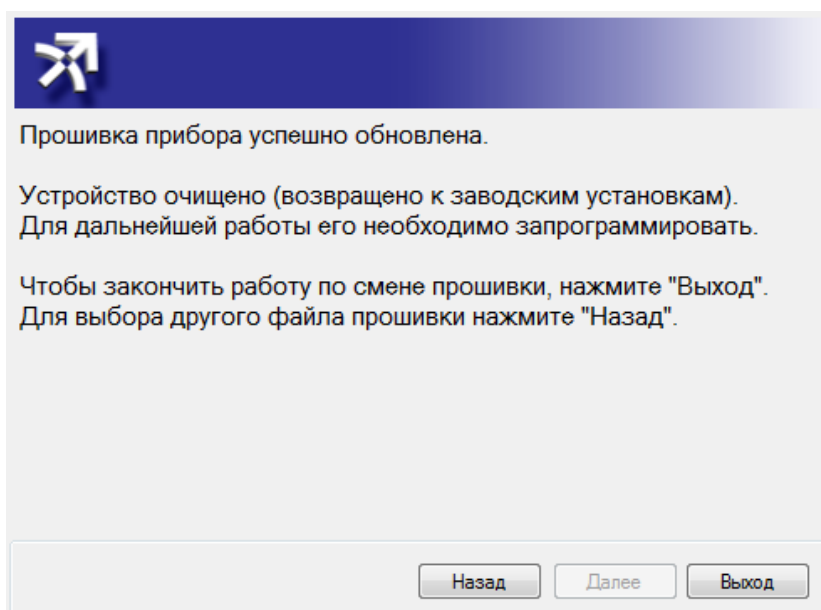 Прошивка прибора успешно обновлена.
Устройство очищено (возвращено к заводским установкам).
Для дальнейшей работы его необходимо запрограммировать.
Чтобы закончить работу по смене прошивки, нажмите "Выход".
Для выбора другого файла прошивки нажмите "Назад".
Назад Далее Выход